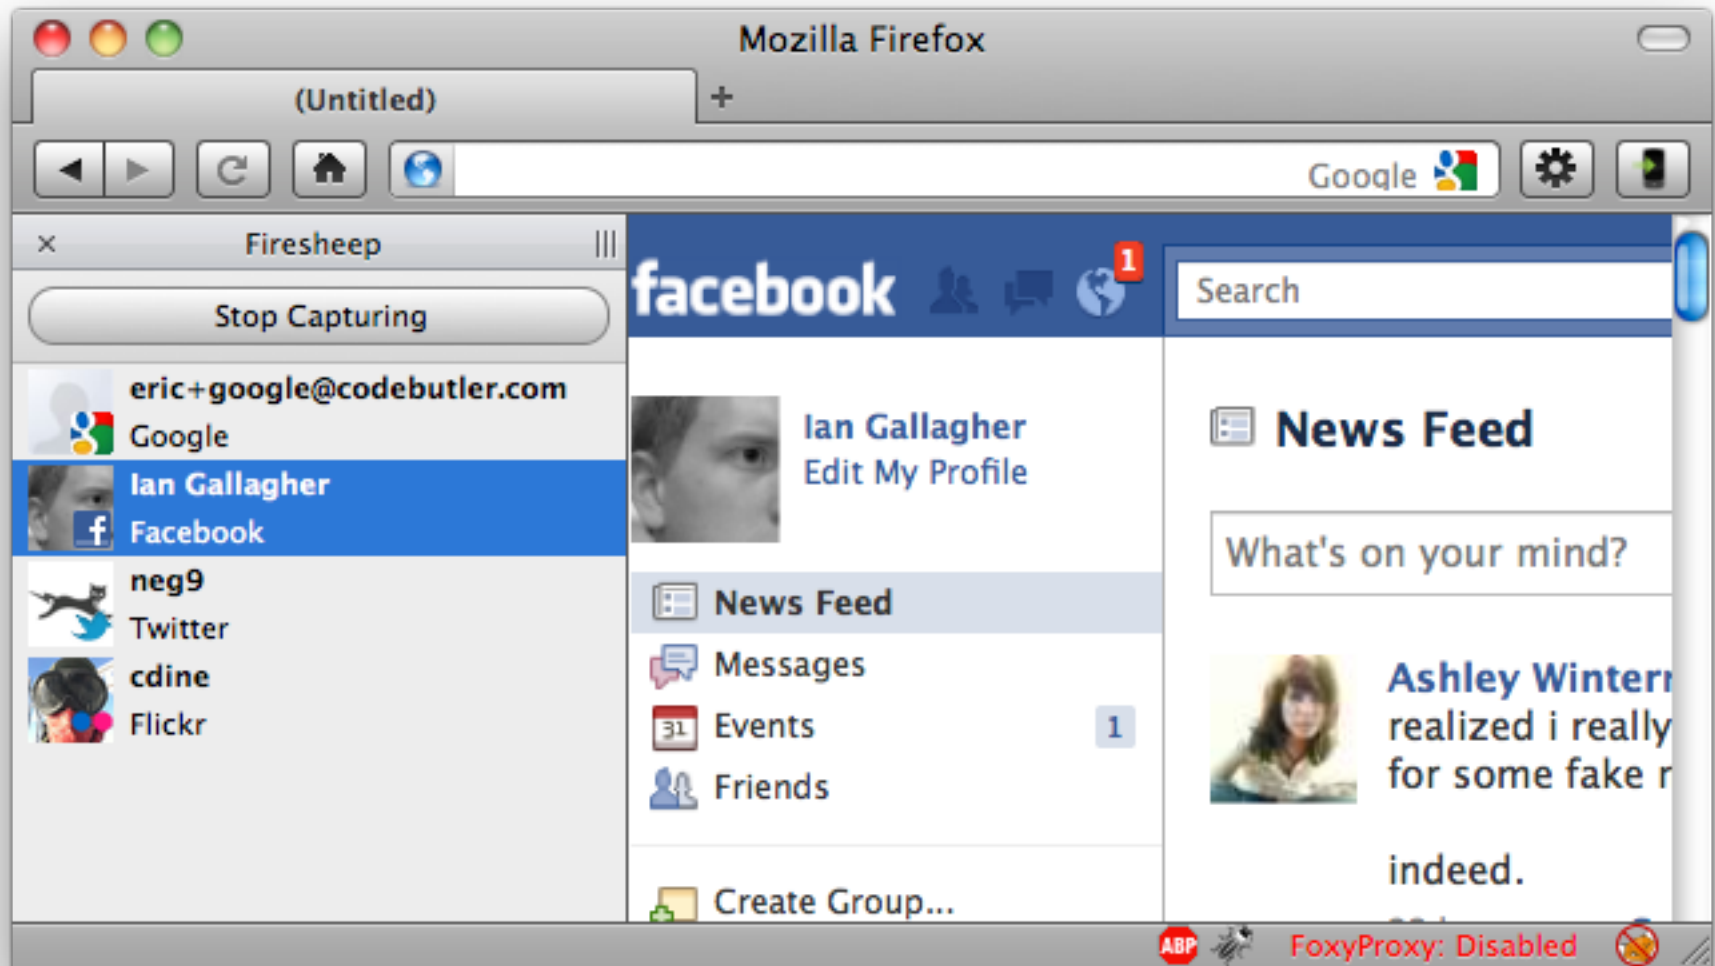 Mozilla Firefox
(Untitled)
Google
Firesheep
Stop Capturing
eric+google@codebutler.com
Google
Ian Gallagher
Facebook
neg9
Twitter
cdine
Flickr
facebook
1
Search
Ian Gallagher
Edit My Profile
News Feed
Messages
31
Events
1
Friends
Create Group...
News Feed
What's on your mind?
Ashley
realized i really
for some fake
indeed.
ABP
FoxyProxy: Disabled